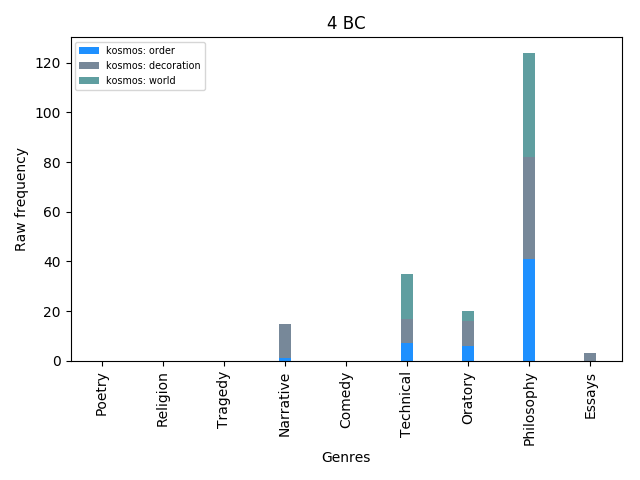 4 BC
kosmos: order
kosmos: decoration
kosmos: world
Raw frequency
120
100
80
60
40
20
0
Poetry
Religion
Tragedy
Narrative
Comedy
Technical
Oratory
Philosophy
Essays
Genres